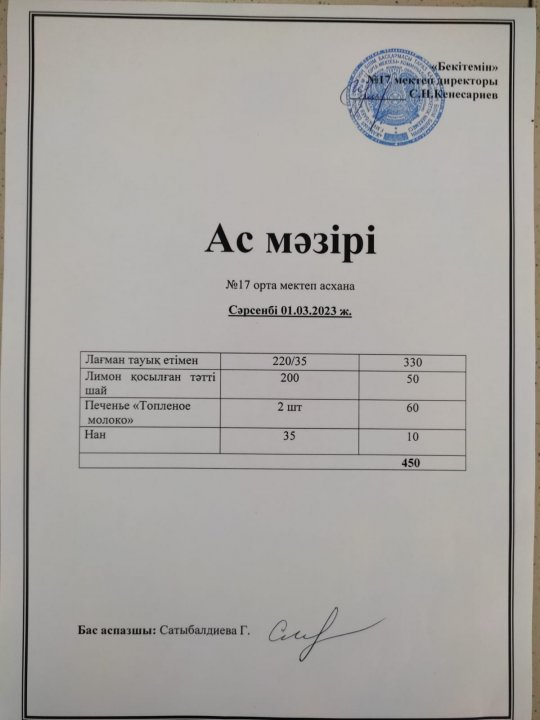 «Бекітемін»
№17 мектеп директоры
С.Н.Кенесариев
Ас мәзірі
№17 орта мектеп асхана
Сәрсенбі 01.03.2023 ж.
Лағман тауық етімен 220/35 330
Лимон қосылған тәтті 200 50
шай
Печенье «Топленое 2 шт 60
молоко»
Нан 35 10
450
Бас аспазшы: Сатыбалдиева Г.